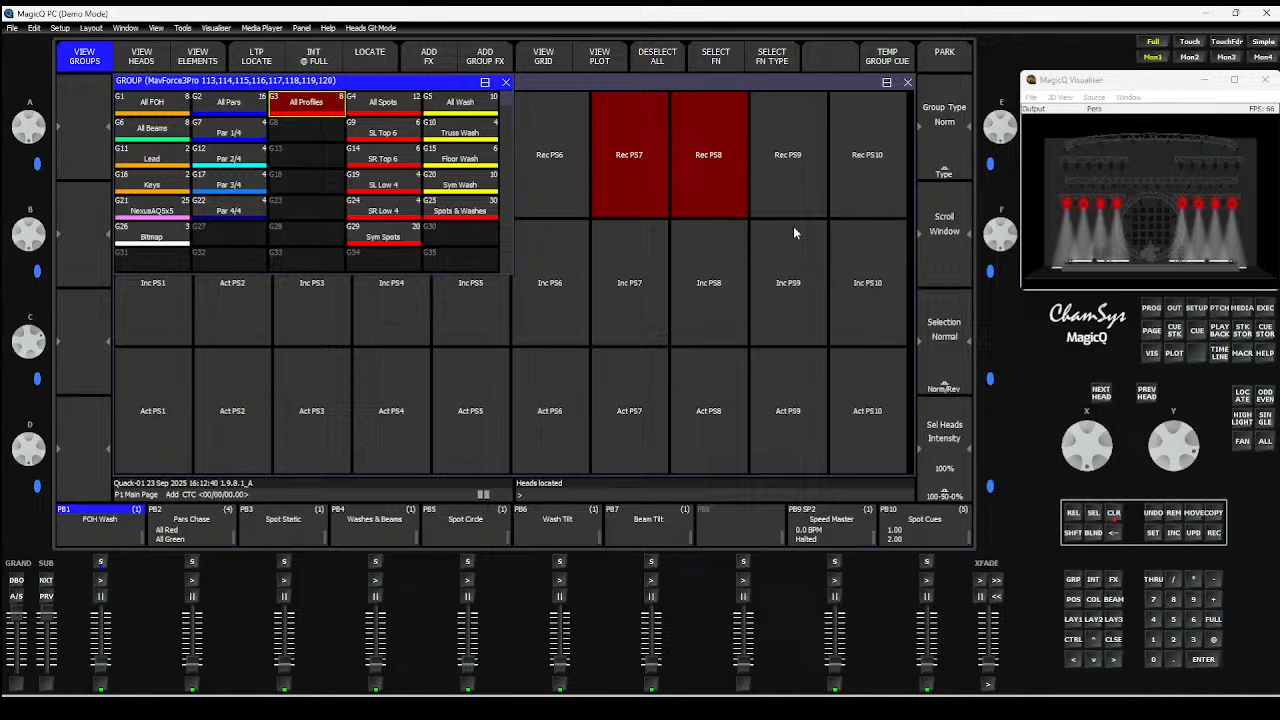 MagicQ PC (Demo Mode)
File Edit Setup Layout Window View Tools Visualiser Media Player Panel Help Heads Git Mode
VIEW GROUPS
VIEW HEADS
VIEW ELEMENTS
LTP LOCATE
INT @ FULL
LOCATE
ADD FX
ADD GROUP FX
VIEW GRID
VIEW PLOT
DESELECT ALL
SELECT FN
SELECT FN TYPE
TEMP GROUP CUE
PARK
Full Touch TouchFdr Simple
Mon1 Mon2 Mon3 Mon4
GROUP (MavForce3Pro 113,114,115,116,117,118,119,120)
G1 8 All FOH
G2 16 All Pars
G3 8 All Profiles
G4 12 All Spots
G5 10 All Wash
G6 8 All Beams
G7 4 Par 1/4
G8
G9 6 SL Top 6
G10 4 Truss Wash
G11 2 Lead
G12 4 Par 2/4
G13
G14 6 SR Top 6
G15 6 Floor Wash
G16 2 Keys
G17 4 Par 3/4
G18
G19 4 SL Low 4
G20 10 Sym Wash
G21 25 NexusAQ5x5
G22 4 Par 4/4
G23
G24 4 SR Low 4
G25 30 Spots & Washes
G26 3 Bitmap
G27
G28
G29 20 Sym Spots
G30
G31
G32
G33
G34
G35
Rec PS6 Rec PS7 Rec PS8 Rec PS9 Rec PS10
Inc PS1 Act PS2 Inc PS3 Inc PS4 Inc PS5 Inc PS6 Inc PS7 Inc PS8 Inc PS9 Inc PS10
Act PS1 Act PS2 Act PS3 Act PS4 Act PS5 Act PS6 Act PS7 Act PS8 Act PS9 Act PS10
Group Type
Norm
Type
Scroll
Window
Selection
Normal
Norm/Rev
Sel Heads
Intensity
100%
100-50-0%
A
B
C
D
E
F
MagicQ Visualiser
File 3D View Source Window
Output Pers FPS: 66
ChamSys
MagicQ
PROG OUT SETUP PTCH MEDIA EXEC
PAGE CUE STK CUE PLAY BACK STK STOR CUE STOR
VIS PLOT TIME LINE MACR HELP
NEXT HEAD
PREV HEAD
LOC ATE
ODD EVEN
HIGH LIGHT
SIN GLE
FAN ALL
X Y
Quack-01 23 Sep 2025 16:12:40 1.9.8.1_A
P1 Main Page Add CTC <00/00/00.00>
Heads located
>
PB1 (1) FOH Wash
PB2 (4) Pars Chase
All Red
All Green
PB3 (1) Spot Static
PB4 (1) Washes & Beams
PB5 (1) Spot Circle
PB6 (1) Wash Tilt
PB7 (1) Beam Tilt
PB8
PB9 SP2 (1) Speed Master
0.0 BPM
Halted
PB10 (5) Spot Cues
1.00
2.00
REL SEL CLR UNDO REM MOVE COPY
SHFT BLND <-- SET INC UPD REC
GRAND SUB
DBO NXT
A/S PRV
S S S S S S S S S S
> > > > > > > > > >
XFADE
> >>
<<
>
GRP INT FX THRU / * -
POS COL BEAM 7 8 9 +
LAY1 LAY2 LAY3 4 5 6 FULL
CTRL ^ CLSE 1 2 3 @
< v > 0 . ENTER